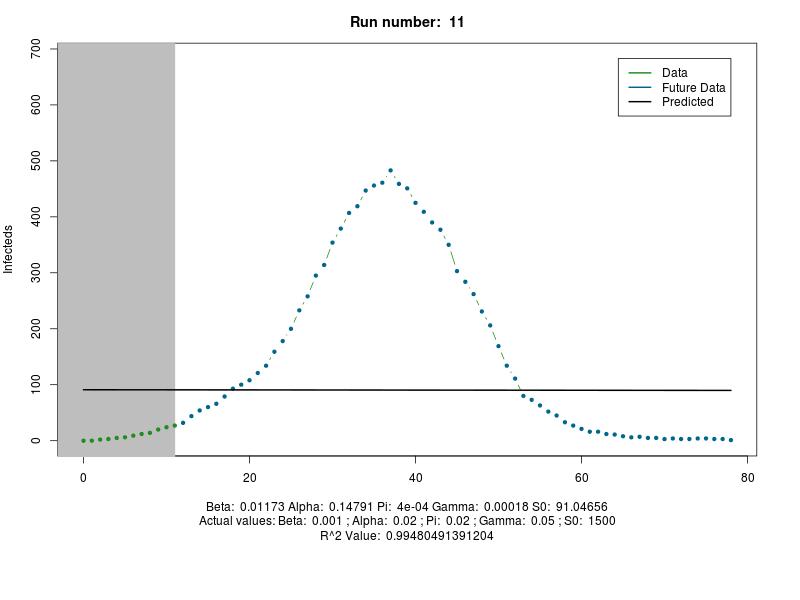 Run number: 11
Data
Future Data
Predicted
Infecteds
700
600
500
400
300
200
100
0
0 20 40 60 80
Beta: 0.01173 Alpha: 0.14791 Pi: 4e-04 Gamma: 0.00018 S0: 91.04656
Actual values: Beta: 0.001 ; Alpha: 0.02 ; Pi: 0.02 ; Gamma: 0.05 ; S0: 1500
R^2 Value: 0.99480491391204